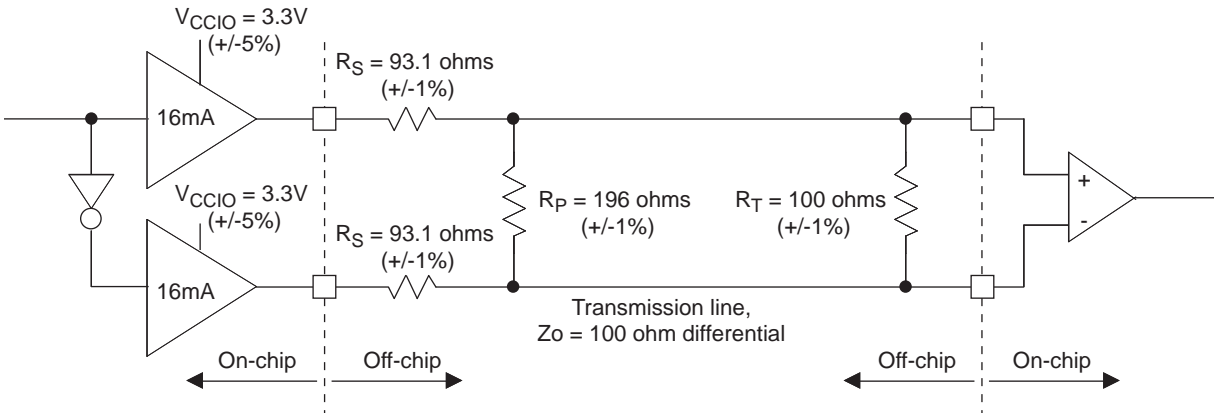 V_CCIO = 3.3V
(+/-5%)
R_S = 93.1 ohms
(+/-1%)
16mA
V_CCIO = 3.3V
(+/-5%)
R_S = 93.1 ohms
(+/-1%)
16mA
R_P = 196 ohms
(+/-1%)
R_T = 100 ohms
(+/-1%)
+
-
Transmission line,
Zo = 100 ohm differential
On-chip
Off-chip
Off-chip
On-chip